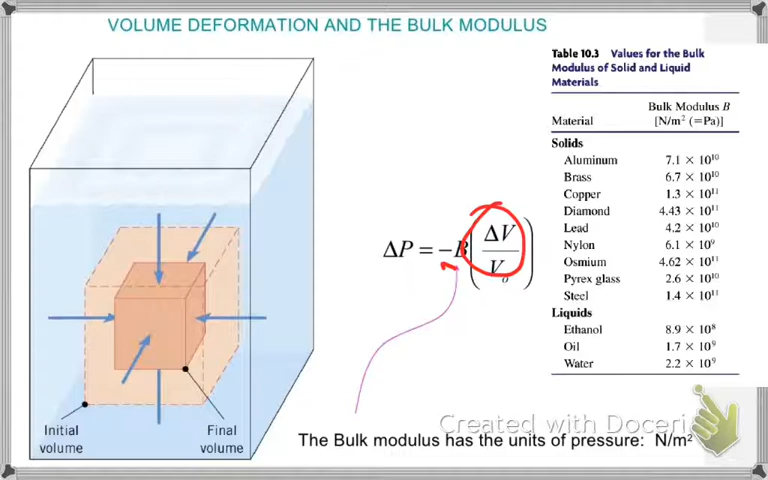 VOLUME DEFORMATION AND THE BULK MODULUS
Table 10.3 Values for the Bulk
Modulus of Solid and Liquid
Materials
Bulk Modulus B
Material [N/m² (=Pa)]
Solids
Aluminum 7.1 × 10¹⁰
Brass 6.7 × 10¹⁰
Copper 1.3 × 10¹¹
Diamond 4.43 × 10¹¹
Lead 4.2 × 10¹⁰
Nylon 6.1 × 10⁹
Osmium 4.62 × 10¹¹
Pyrex glass 2.6 × 10¹⁰
Steel 1.4 × 10¹¹
Liquids
Ethanol 8.9 × 10⁸
Oil 1.7 × 10⁹
Water 2.2 × 10⁹
ΔP = −B(ΔV/V₀)
Initial
volume
Final
volume
Created with Doceri
The Bulk modulus has the units of pressure: N/m²